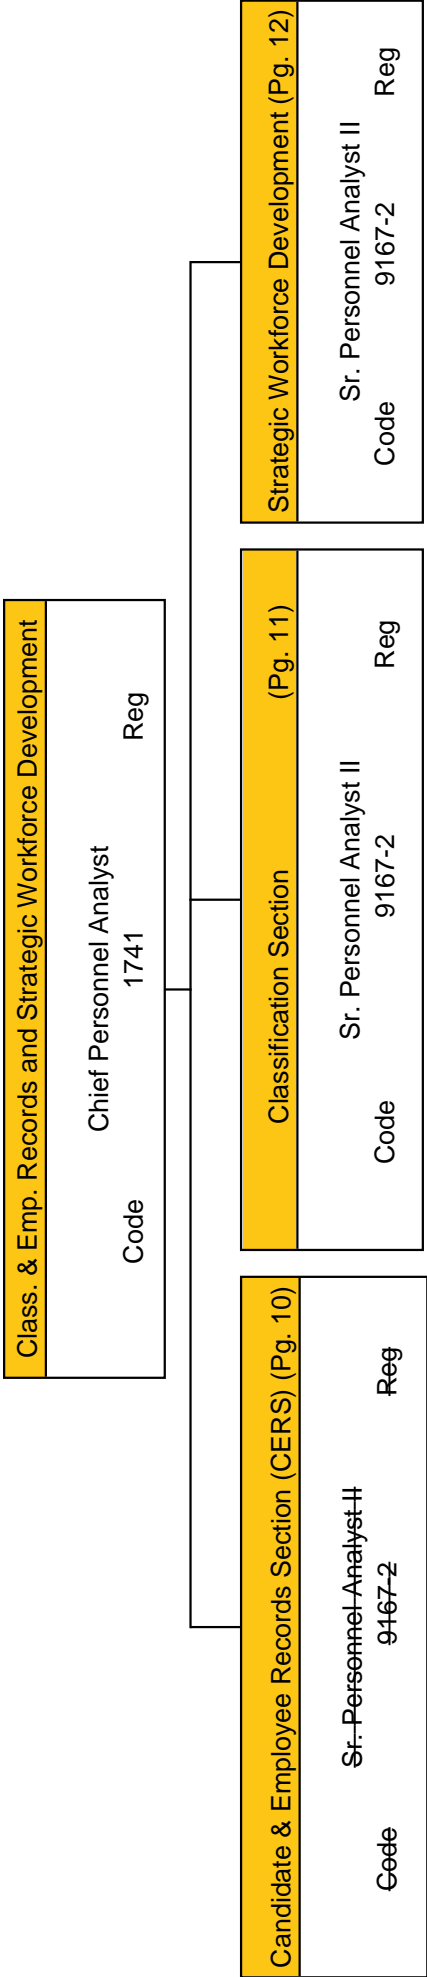 Class. & Emp. Records and Strategic Workforce Development
Chief Personnel Analyst
Code 1741 Reg
Candidate & Employee Records Section (CERS) (Pg. 10)
Sr. Personnel Analyst II
Code 9167-2 Reg
Classification Section (Pg. 11)
Sr. Personnel Analyst II
Code 9167-2 Reg
Strategic Workforce Development (Pg. 12)
Sr. Personnel Analyst II
Code 9167-2 Reg